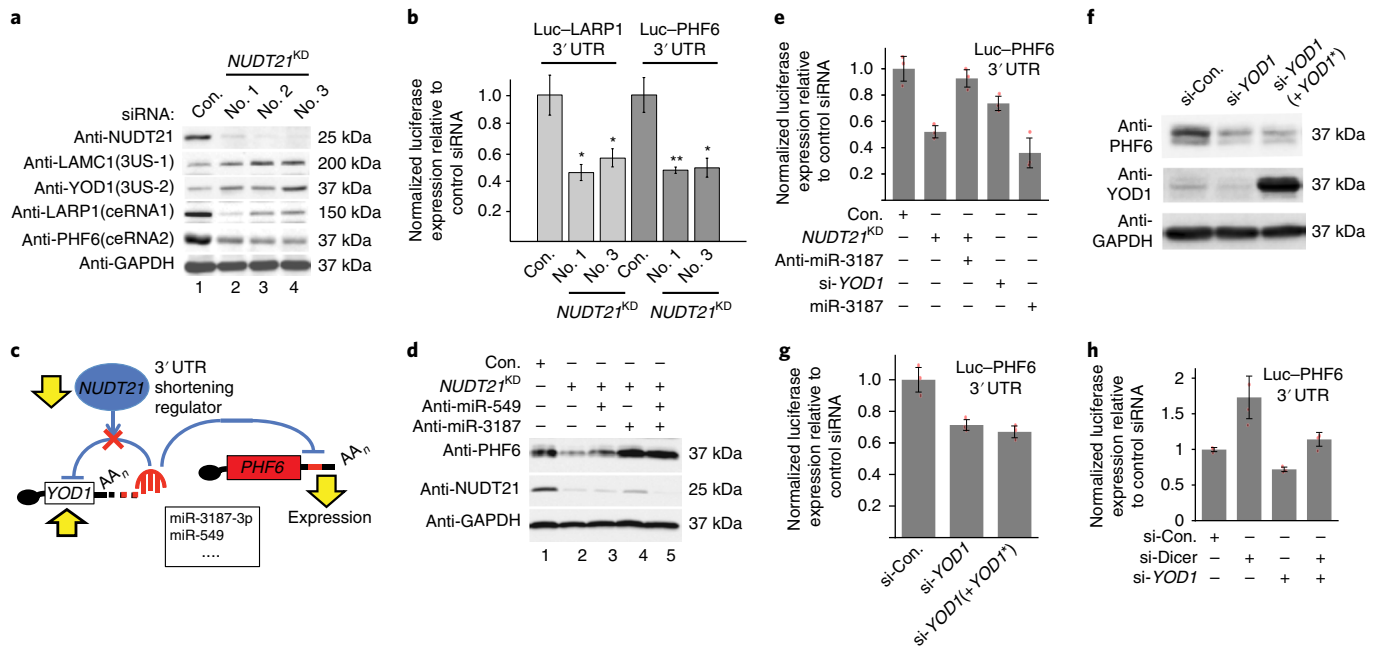 a
NUDT21KD
siRNA:
Con.
No. 1
No. 2
No. 3
Anti-NUDT21
25 kDa
Anti-LAMC1(3US-1)
200 kDa
Anti-YOD1(3US-2)
37 kDa
Anti-LARP1(ceRNA1)
150 kDa
Anti-PHF6(ceRNA2)
37 kDa
Anti-GAPDH
37 kDa
1 2 3 4
b
Luc–LARP1
3′ UTR
Luc–PHF6
3′ UTR
Normalized luciferase
expression relative to
control siRNA
1.0
0.8
0.6
0.4
0.2
*
*
**
*
Con.
No. 1
No. 3
Con.
No. 1
No. 3
NUDT21KD
NUDT21KD
c
NUDT21
3′ UTR
shortening
regulator
YOD1
AAn
PHF6
AAn
miR-3187-3p
miR-549
....
Expression
d
Con. + – – – –
NUDT21KD – + + + +
Anti-miR-549 – – + – +
Anti-miR-3187 – – – + +
Anti-PHF6
37 kDa
Anti-NUDT21
25 kDa
Anti-GAPDH
37 kDa
1 2 3 4 5
e
Luc–PHF6
3′ UTR
Normalized luciferase
expression relative
to control siRNA
1.0
0.8
0.6
0.4
0.2
Con. + – – – –
NUDT21KD – + + – –
Anti-miR-3187 – – + – –
si-YOD1 – – – + –
miR-3187 – – – – +
f
si-Con.
si-YOD1
si-YOD1
(+YOD1*)
Anti-
PHF6
37 kDa
Anti-
YOD1
37 kDa
Anti-
GAPDH
37 kDa
g
Luc–PHF6
3′ UTR
Normalized luciferase
expression relative to
control siRNA
1.0
0.8
0.6
0.4
0.2
si-Con.
si-YOD1
si-YOD1(+YOD1*)
h
Luc–PHF6
3′ UTR
Normalized luciferase
expression relative
to control siRNA
2
1.5
1
0.5
0
si-Con. + – – –
si-Dicer – + – +
si-YOD1 – – + +